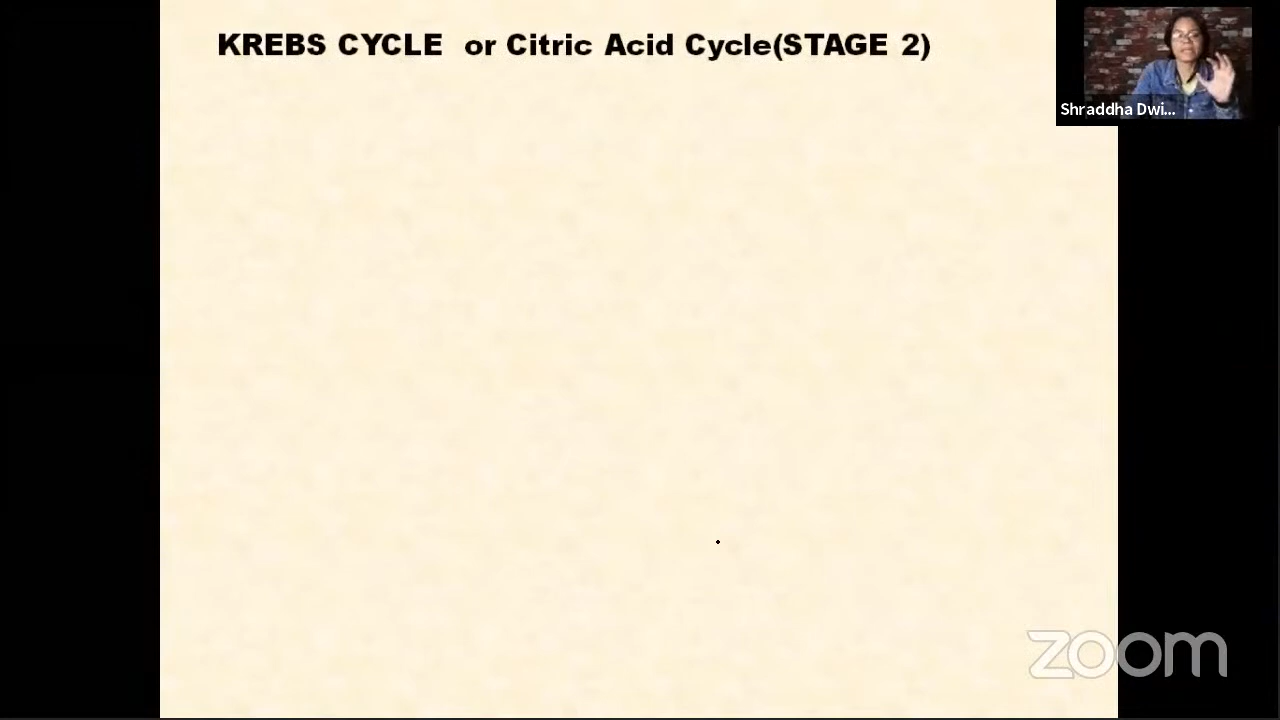 KREBS CYCLE or Citric Acid Cycle(STAGE 2)
Shraddha Dwi...
zoom